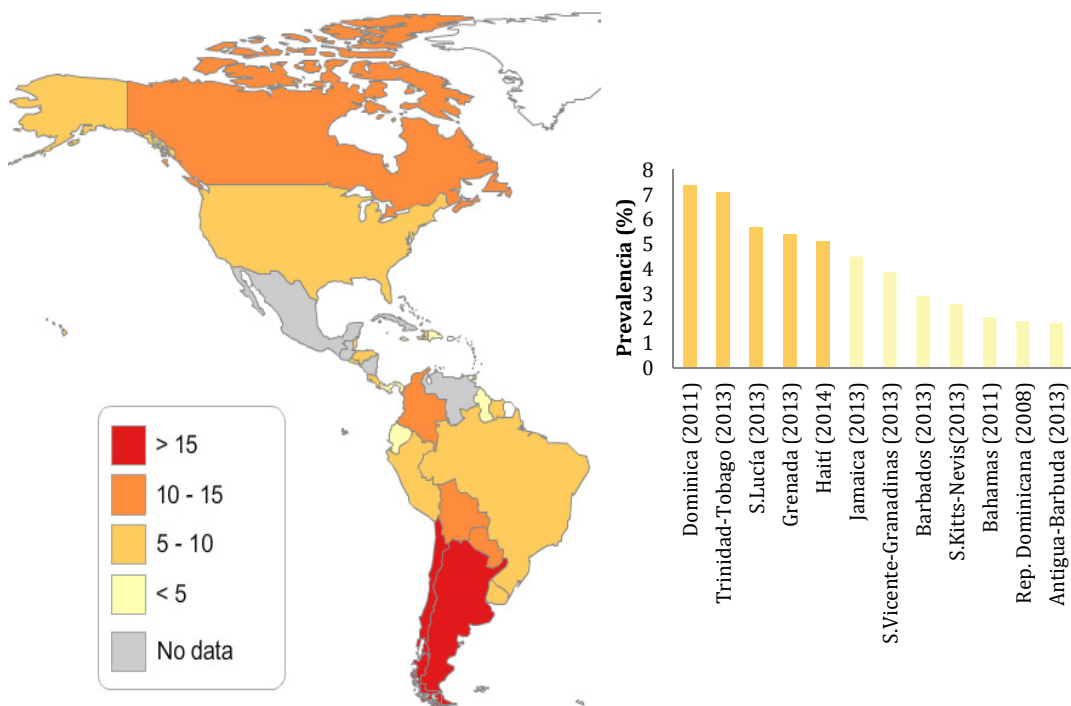 > 15
10 - 15
5 - 10
< 5
No data
Prevalencia (%)
8
7
6
5
4
3
2
1
0
Dominica (2011)
Trinidad-Tobago (2013)
S.Lucía (2013)
Grenada (2013)
Haití (2014)
Jamaica (2013)
S.Vicente-Granadinas (2013)
Barbados (2013)
S.Kitts-Nevis(2013)
Bahamas (2011)
Rep. Dominicana (2008)
Antigua-Barbuda (2013)